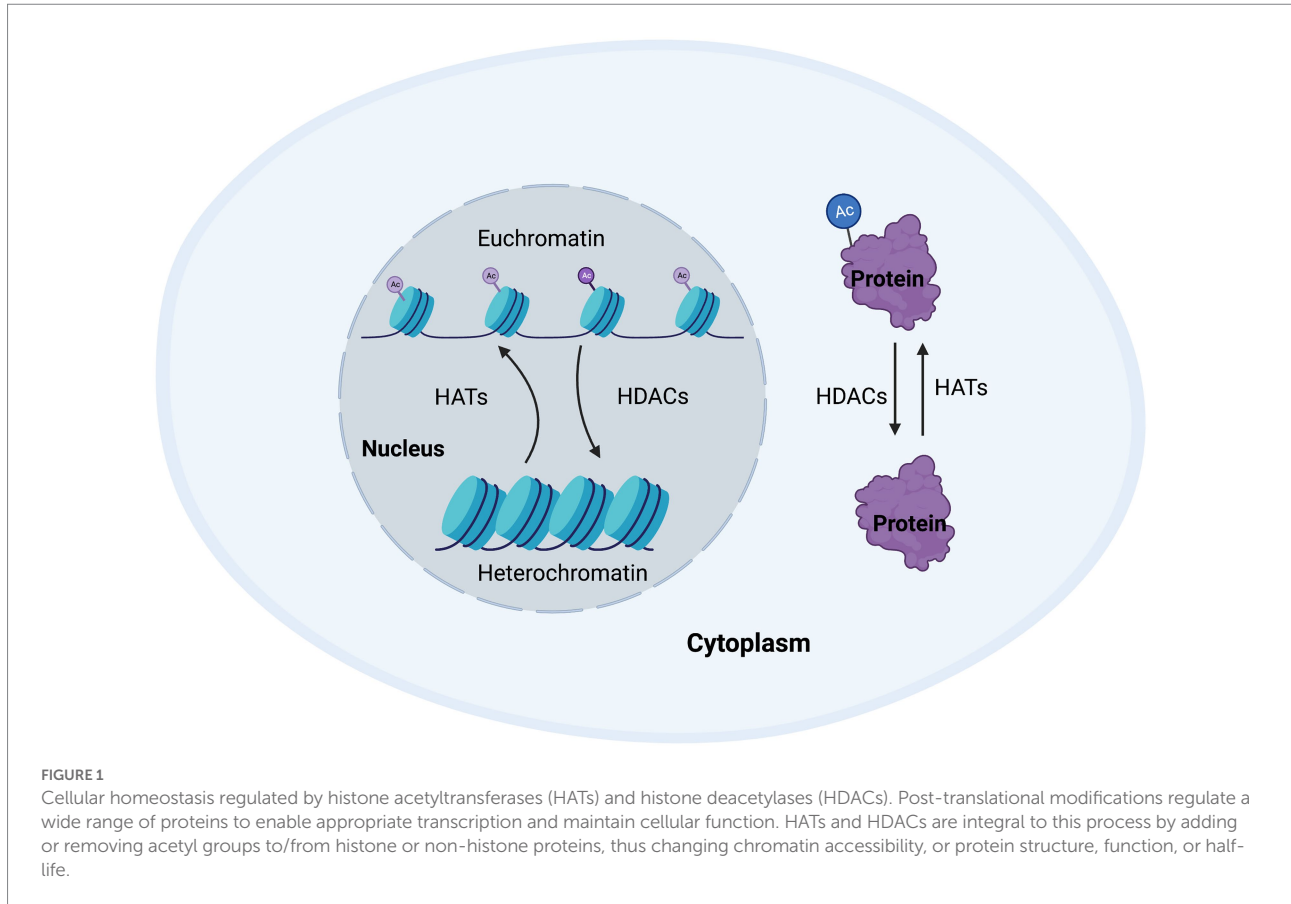 Euchromatin
Ac
Ac
Ac
Ac
HATs
HDACs
Nucleus
Heterochromatin
Ac
Protein
HDACs
HATs
Protein
Cytoplasm
FIGURE 1
Cellular homeostasis regulated by histone acetyltransferases (HATs) and histone deacetylases (HDACs). Post-translational modifications regulate a
wide range of proteins to enable appropriate transcription and maintain cellular function. HATs and HDACs are integral to this process by adding
or removing acetyl groups to/from histone or non-histone proteins, thus changing chromatin accessibility, or protein structure, function, or half-
life.